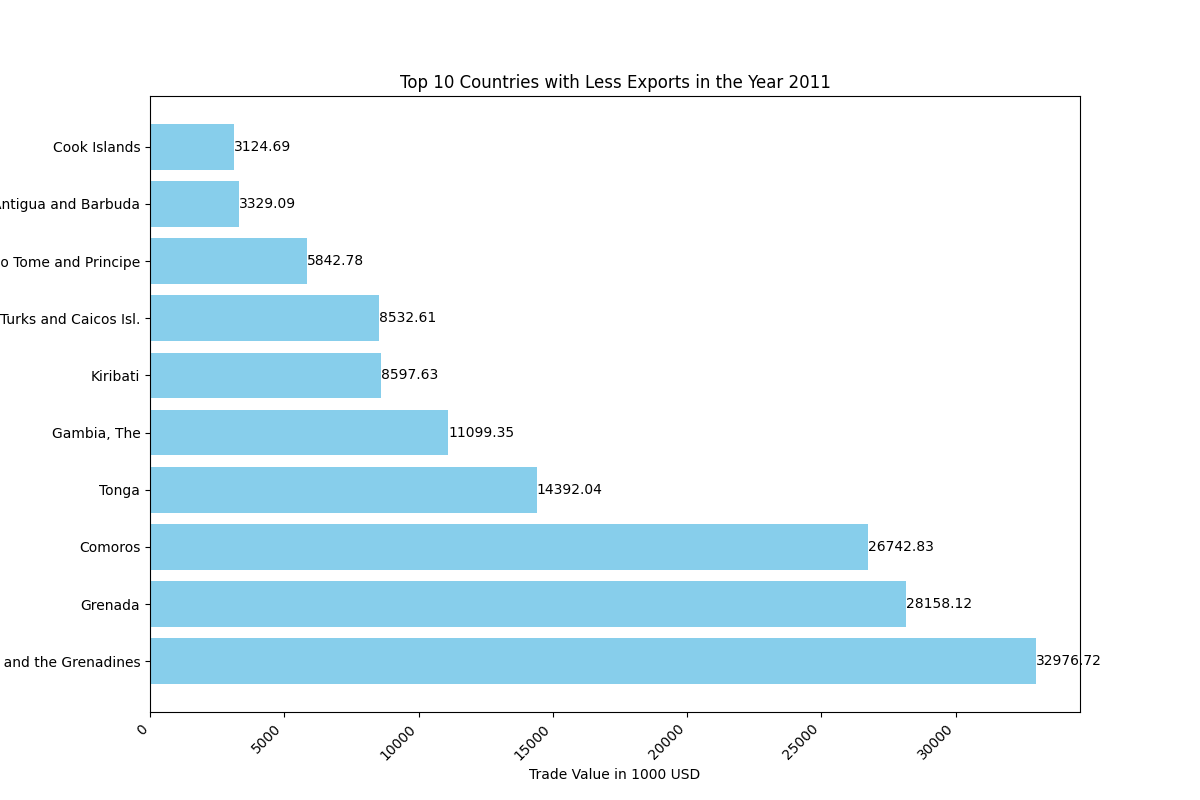 Top 10 Countries with Less Exports in the Year 2011
Cook Islands 3124.69
Antigua and Barbuda 3329.09
o Tome and Principe 5842.78
Turks and Caicos Isl. 8532.61
Kiribati 8597.63
Gambia, The 11099.35
Tonga 14392.04
Comoros 26742.83
Grenada 28158.12
and the Grenadines 32976.72
0 5000 10000 15000 20000 25000 30000
Trade Value in 1000 USD